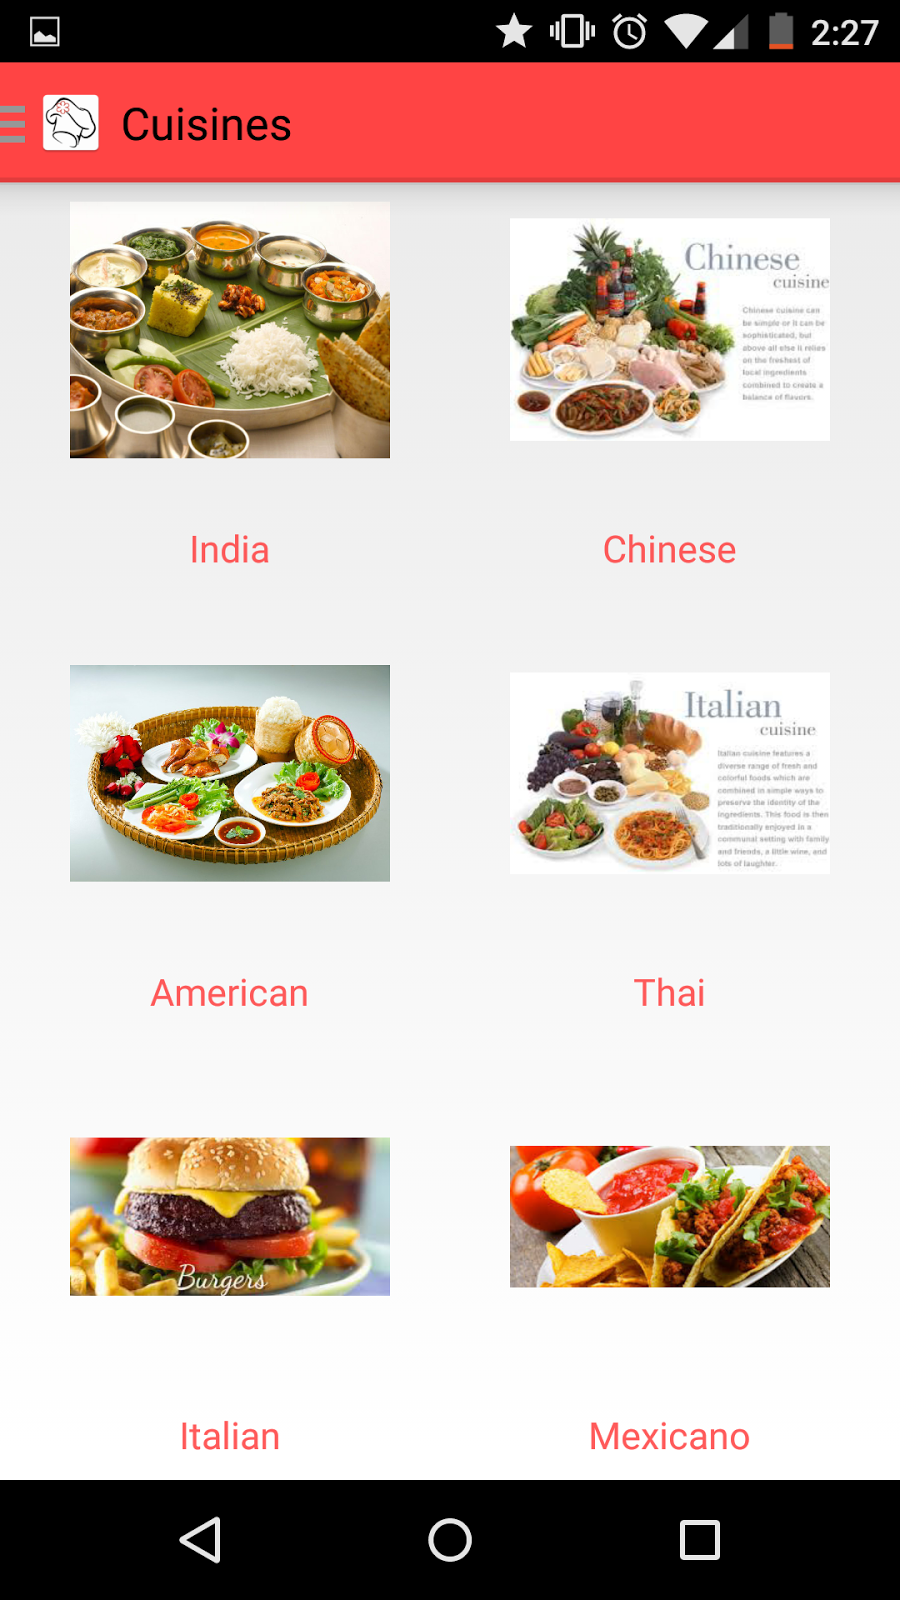 2:27
Cuisines
Chinese
cuisine
Chinese cuisine can
be simple or it can be
sophisticated, but
above all else it relies
on the freshest of
local ingredients
combined to create a
balance of flavors.
India
Chinese
Italian
cuisine
Italian cuisine features a
diverse range of fresh and
colorful foods which are
combined in simple ways to
preserve the identity of the
ingredients. This food is then
traditionally enjoyed in a
communal setting with family
and friends, a little wine, and
lots of laughter.
American
Thai
Burgers
Italian
Mexicano